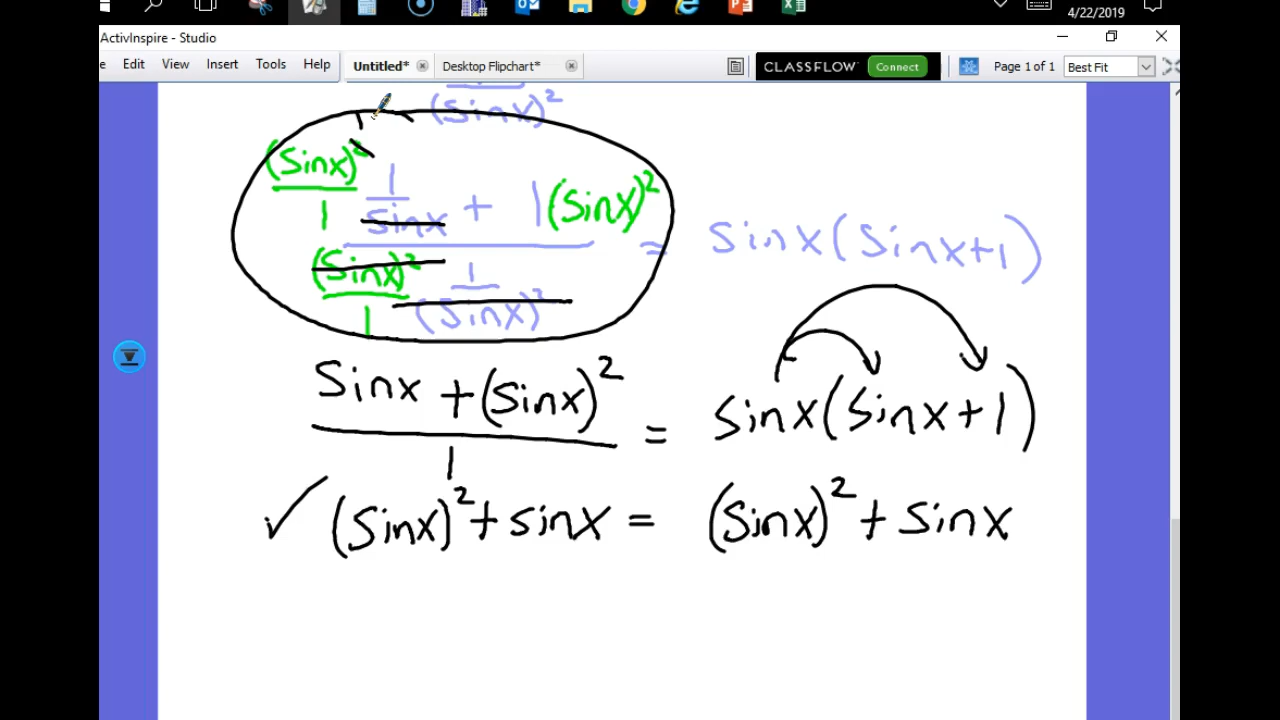 4/22/2019
ActivInspire - Studio
e Edit View Insert Tools Help Untitled* Desktop Flipchart* CLASSFLOW Connect Page 1 of 1 Best Fit
(sinx)²
(sinx)²/1 1/sinx + 1(sinx)²
(sinx)²/1 1/(sinx)² = sinx(sinx+1)
sinx + (sinx)²/1 = sinx(sinx+1)
✓ (sinx)² + sinx = (sinx)² + sinx